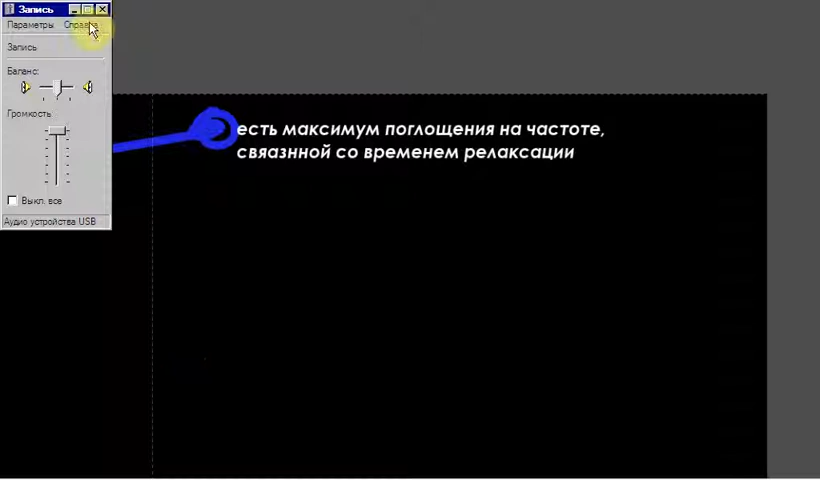 Запись
Параметры Справка
Запись
Баланс:
Громкость
Выкл. все
Аудио устройства USB
есть максимум поглощения на частоте,
связнной со временем релаксации